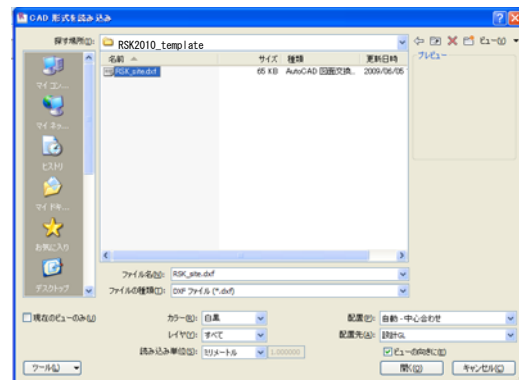 CAD 形式を読み込み
探す場所(I): RSK2010_template ビュー(V)
名前 サイズ 種類 更新日時 プレビュー
RSK_site.dxf 65 KB AutoCAD 図面交換... 2009/06/05
マイ コン...
マイ ネッ...
ヒストリ
マイ ドキ...
お気に入り
デスクトップ
ファイル名(N): RSK_site.dxf
ファイルの種類(T): DXF ファイル (*.dxf)
現在のビューのみ(U) カラー(R): 白黒 配置(P): 自動 - 中心合わせ
レイヤ(Y): すべて 配置先(A): 設計GL
読み込み単位(S): ミリメートル 1.000000 ビューの向きに(E)
ツール(L) 開く(O) キャンセル(C)